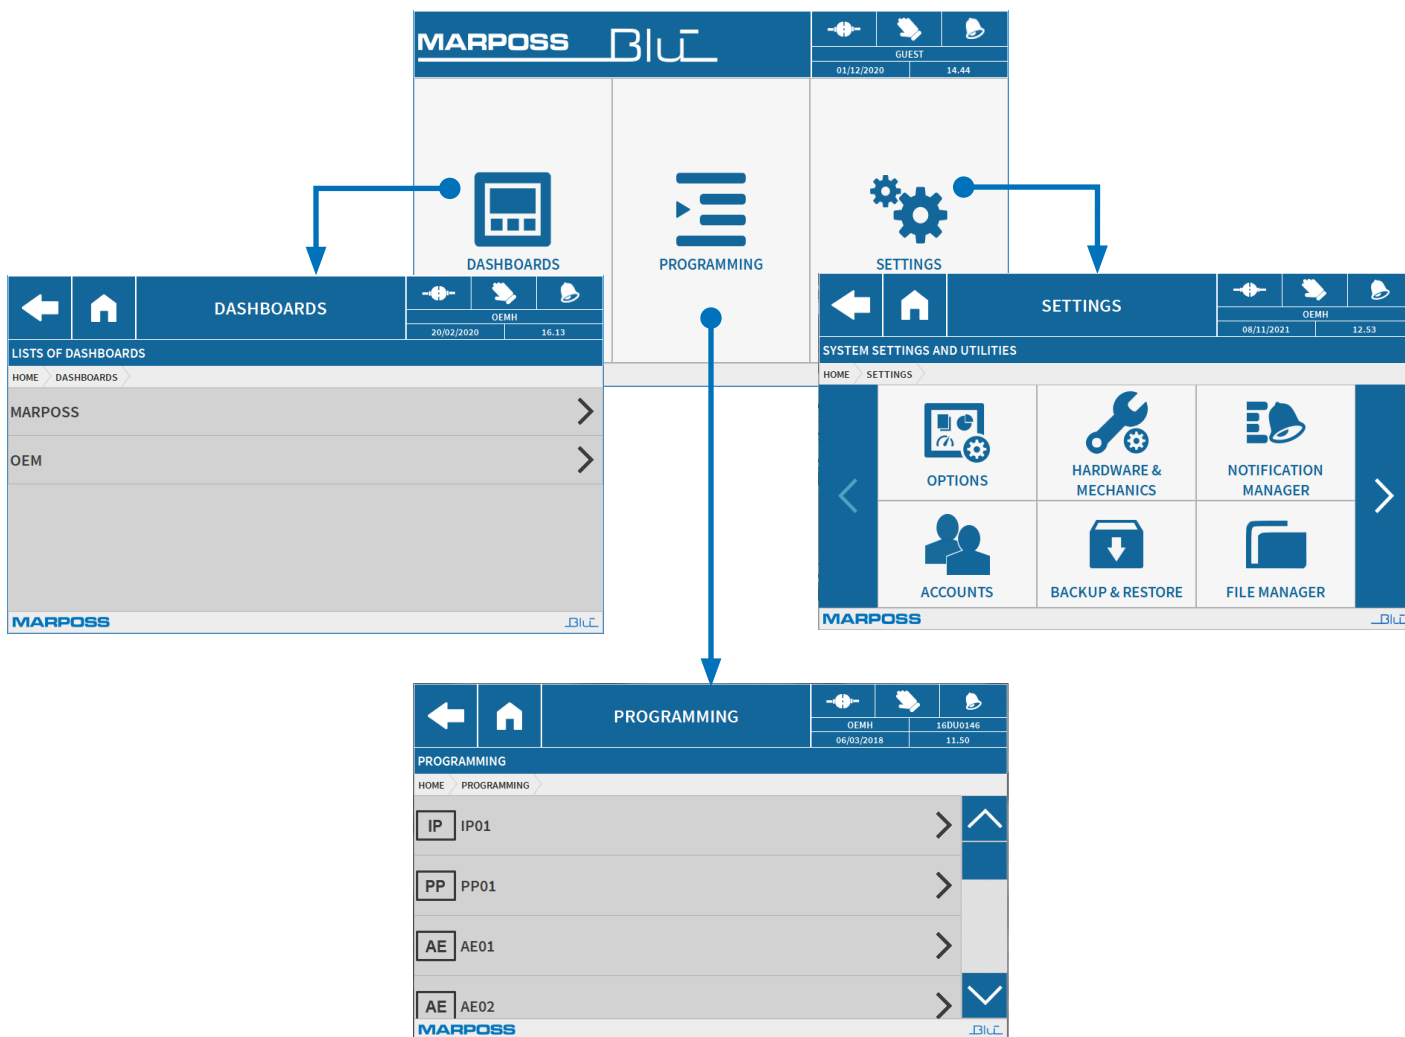 MARPOSS Blu
GUEST
01/12/2020 14.44
DASHBOARDS
PROGRAMMING
SETTINGS
DASHBOARDS
OEMH
20/02/2020 16.13
LISTS OF DASHBOARDS
HOME DASHBOARDS
MARPOSS
OEM
MARPOSS Blu
SETTINGS
OEMH
08/11/2021 12.53
SYSTEM SETTINGS AND UTILITIES
HOME SETTINGS
OPTIONS
HARDWARE &
MECHANICS
NOTIFICATION
MANAGER
ACCOUNTS
BACKUP & RESTORE
FILE MANAGER
MARPOSS Blu
PROGRAMMING
OEMH 16DU0146
06/03/2018 11.50
PROGRAMMING
HOME PROGRAMMING
IP IP01
PP PP01
AE AE01
AE AE02
MARPOSS Blu